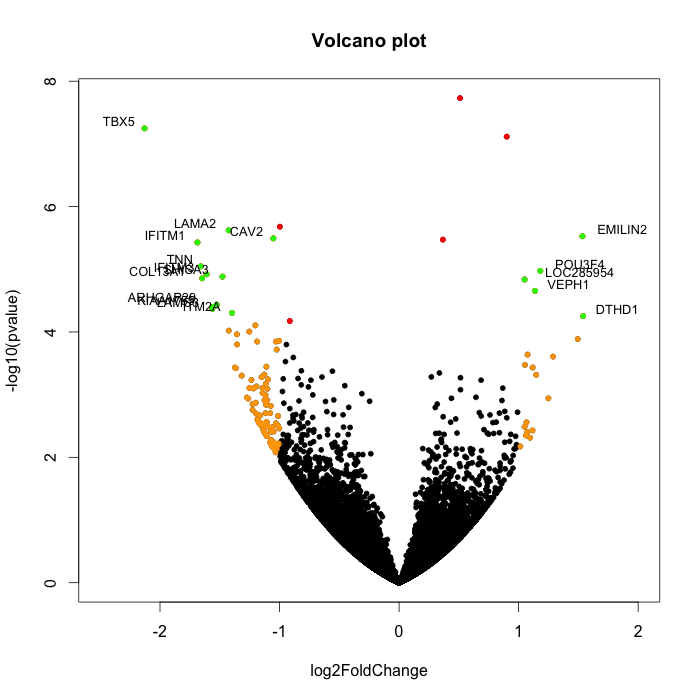 Volcano plot
-log10(pvalue)
8
6
4
2
0
TBX5
LAMA2
IFITM1
CAV2
TNN
EMILIN2
POU3F4
LOC285954
VEPH1
DTHD1
ITM2A
-2
-1
0
1
2
log2FoldChange